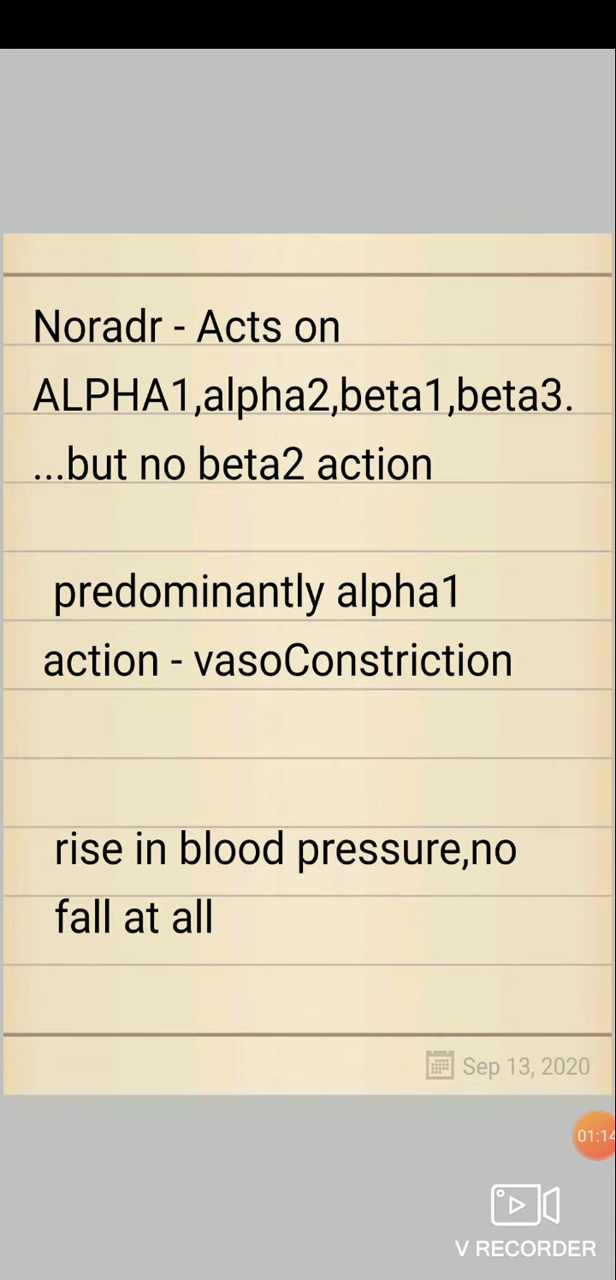 Noradr - Acts on
ALPHA1,alpha2,beta1,beta3.
...but no beta2 action
predominantly alpha1
action - vasoConstriction
rise in blood pressure,no
fall at all
Sep 13, 2020
01:14
V RECORDER